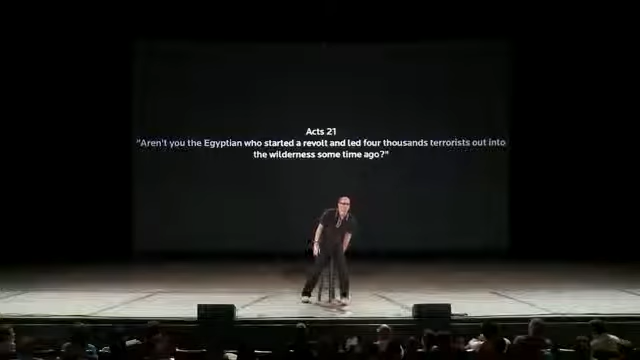 Acts 21
"Aren't you the Egyptian who started a revolt and led four thousands terrorists out into
the wilderness some time ago?"